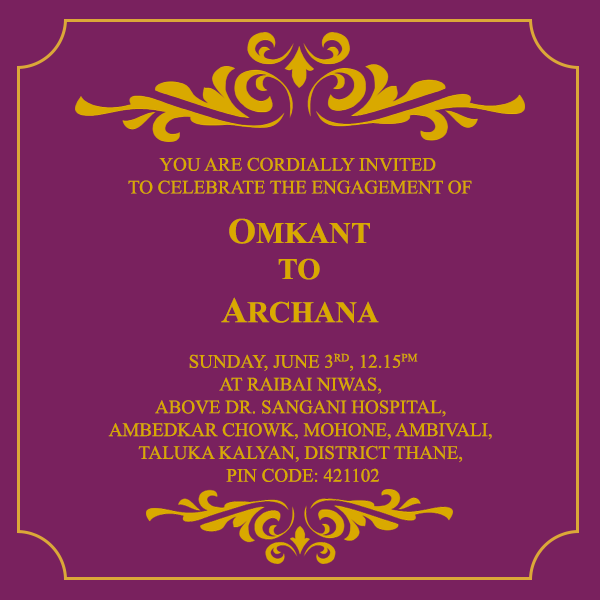 YOU ARE CORDIALLY INVITED
TO CELEBRATE THE ENGAGEMENT OF
OMKANT
TO
ARCHANA
SUNDAY, JUNE 3RD, 12.15PM
AT RAIBAI NIWAS,
ABOVE DR. SANGANI HOSPITAL,
AMBEDKAR CHOWK, MOHONE, AMBIVALI,
TALUKA KALYAN, DISTRICT THANE,
PIN CODE: 421102